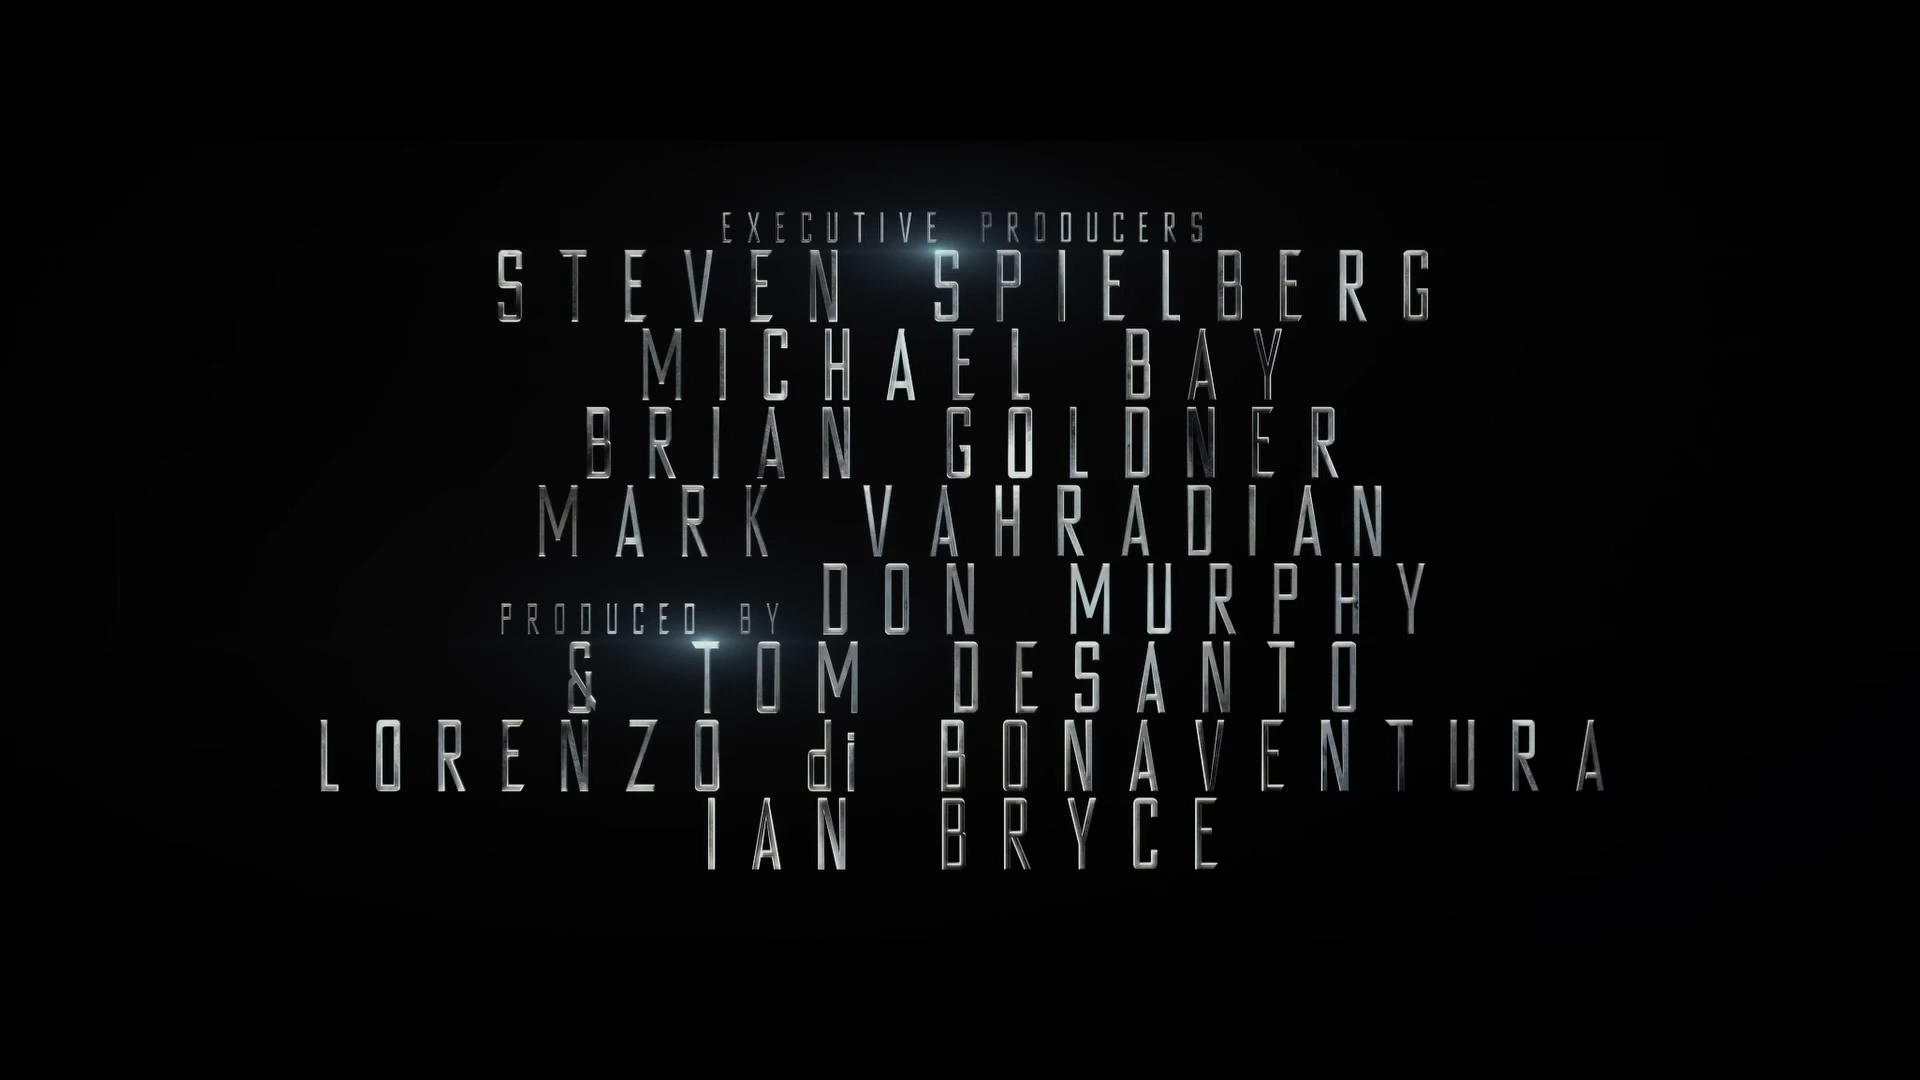 EXECUTIVE PRODUCERS
STEVEN SPIELBERG
MICHAEL BAY
BRIAN GOLDNER
MARK VAHRADIAN
PRODUCED BY DON MURPHY
& TOM DESANTO
LORENZO di BONAVENTURA
IAN BRYCE